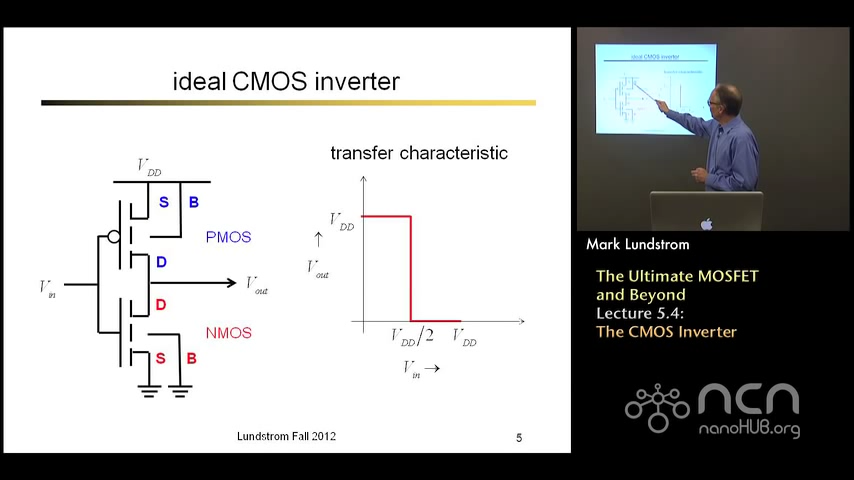 ideal CMOS inverter
V_DD
S B
PMOS
D
V_in
V_out
D
NMOS
S B
transfer characteristic
V_DD
↑
V_out
V_DD/2 V_DD
V_in →
Lundstrom Fall 2012
5
Mark Lundstrom
The Ultimate MOSFET
and Beyond
Lecture 5.4:
The CMOS Inverter
ncn
nanoHUB.org